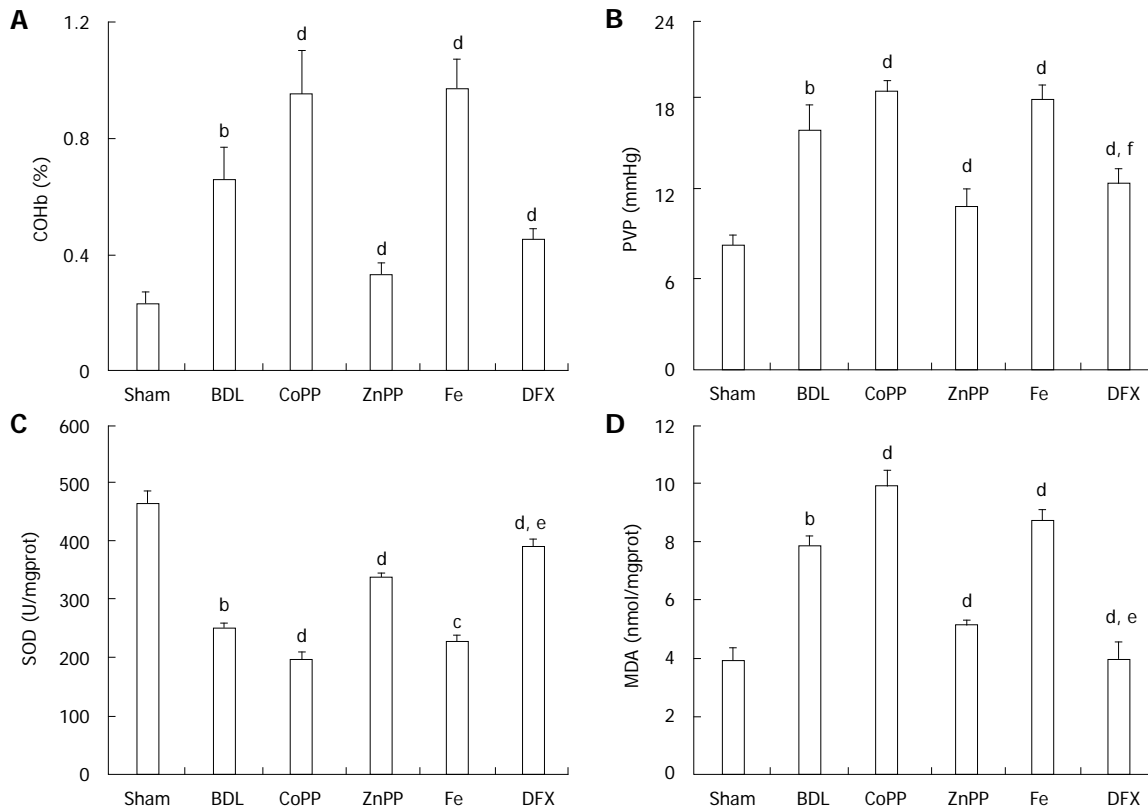 A
1.2
0.8
0.4
0
COHb (%)
b
d
d
d
d
Sham BDL CoPP ZnPP Fe DFX
B
24
18
12
6
0
PVP (mmHg)
b
d
d
d
d, f
Sham BDL CoPP ZnPP Fe DFX
C
600
500
400
300
200
100
0
SOD (U/mgprot)
b
d
d
c
d, e
Sham BDL CoPP ZnPP Fe DFX
D
12
10
8
6
4
2
0
MDA (nmol/mgprot)
b
d
d
d
d, e
Sham BDL CoPP ZnPP Fe DFX